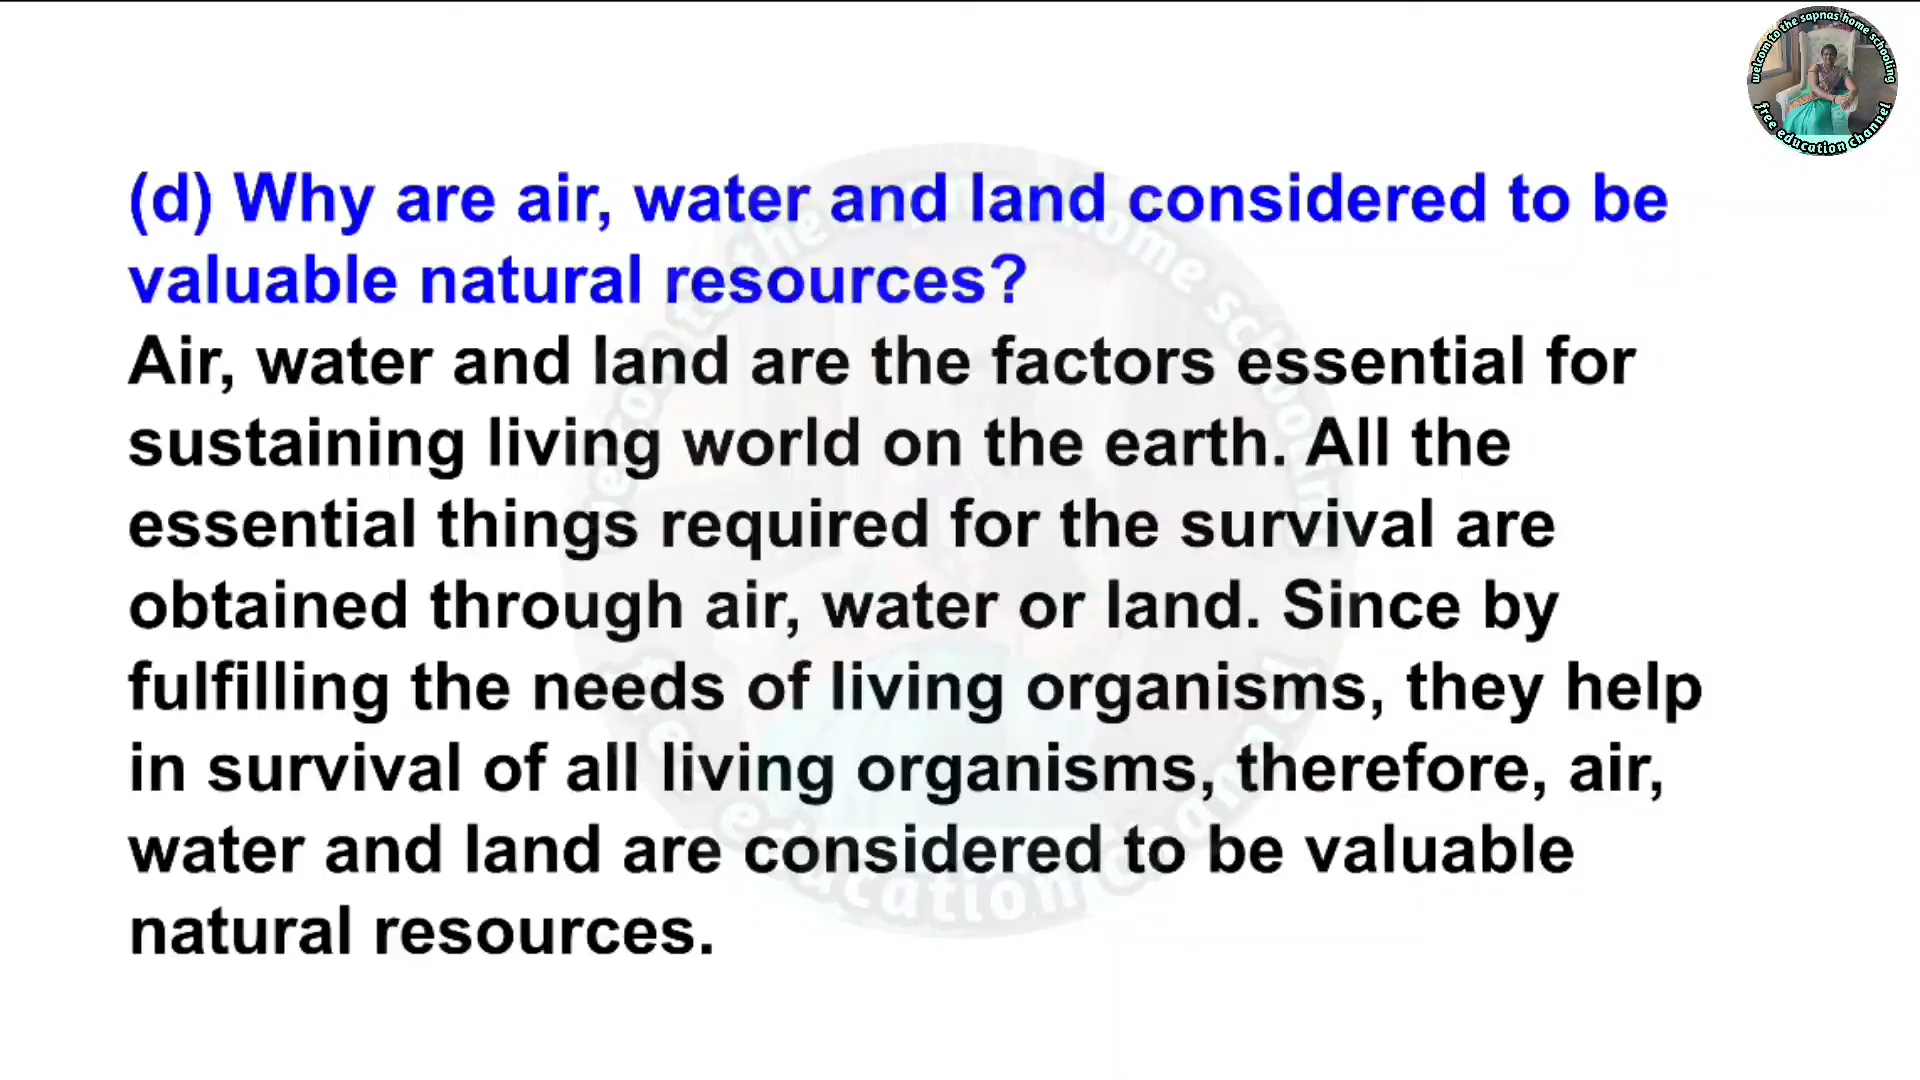 welcom to the sapnas home schooling
free education channel
(d) Why are air, water and land considered to be
valuable natural resources?
Air, water and land are the factors essential for
sustaining living world on the earth. All the
essential things required for the survival are
obtained through air, water or land. Since by
fulfilling the needs of living organisms, they help
in survival of all living organisms, therefore, air,
water and land are considered to be valuable
natural resources.